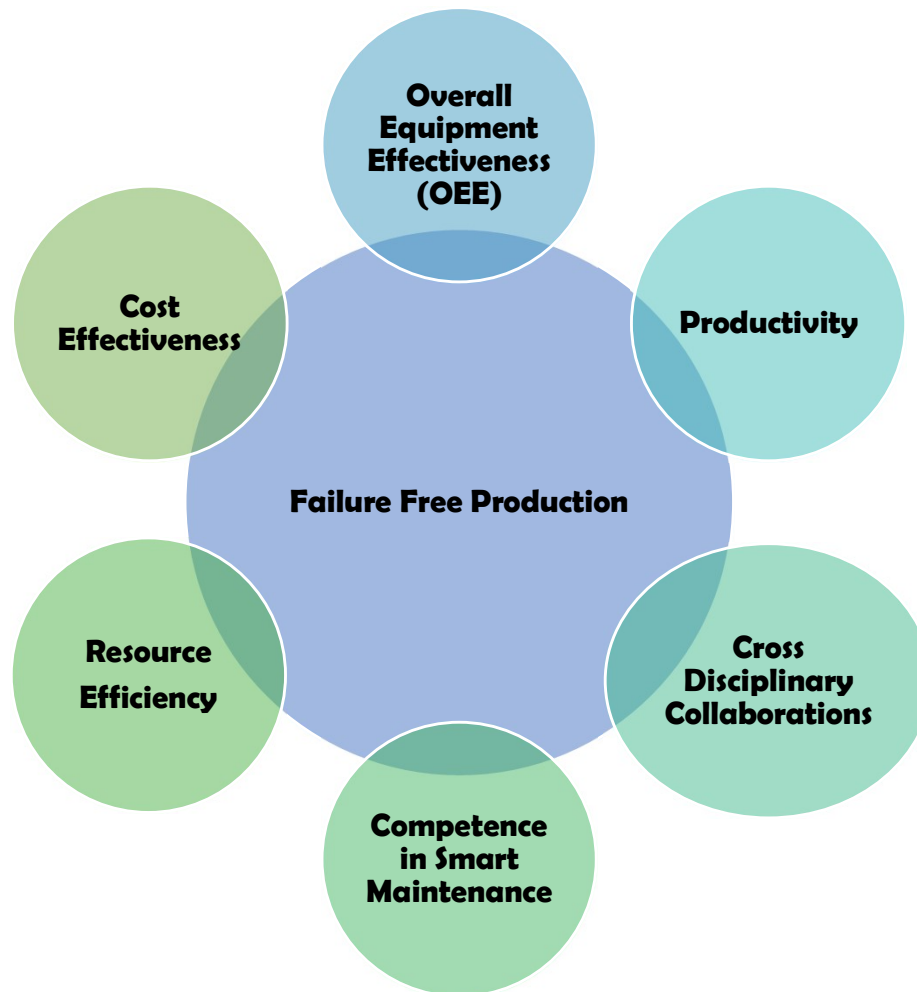 Overall
Equipment
Effectiveness
(OEE)
Productivity
Cross
Disciplinary
Collaborations
Competence
in Smart
Maintenance
Resource
Efficiency
Cost
Effectiveness
Failure Free Production